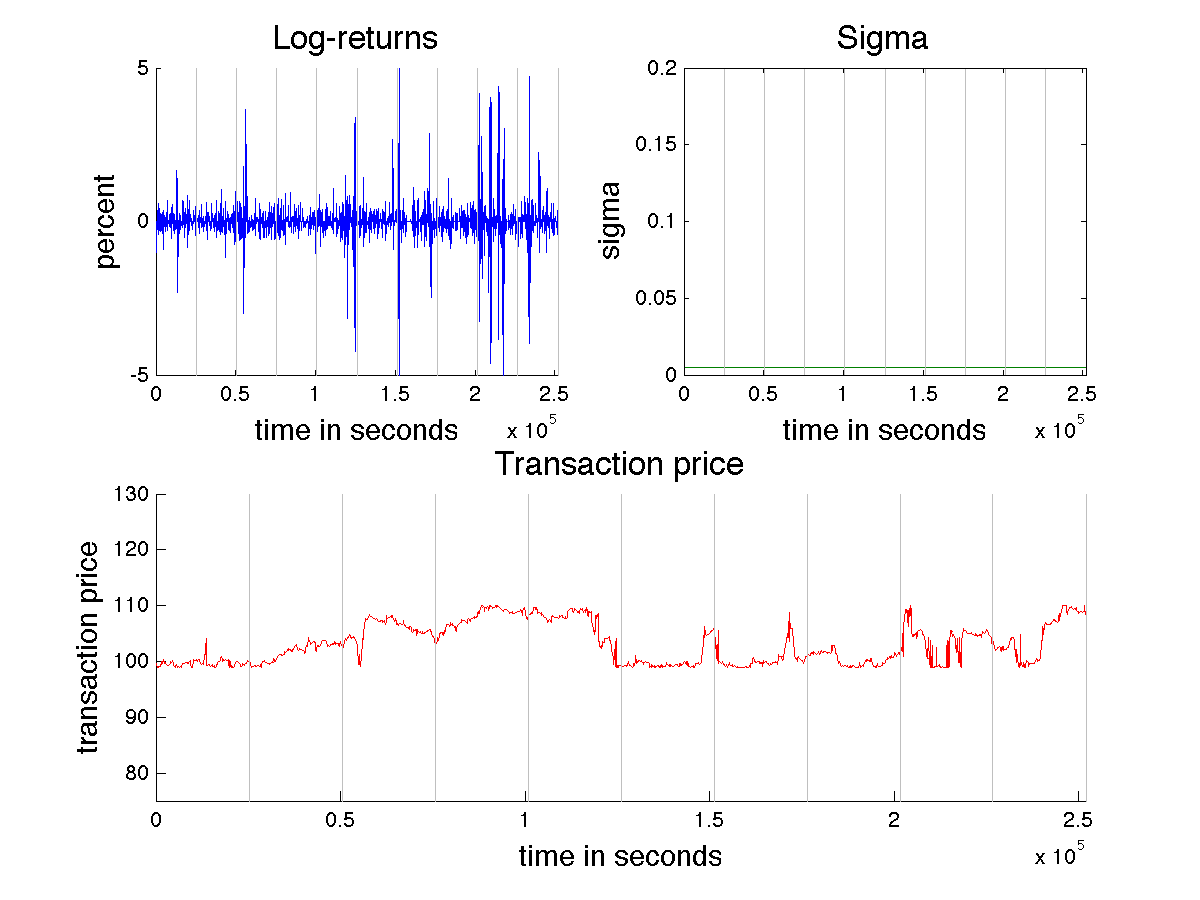 Log-returns
5
0
-5
percent
0 0.5 1 1.5 2 2.5
time in seconds
x 10^5
Sigma
0.2
0.15
0.1
0.05
0
sigma
0 0.5 1 1.5 2 2.5
time in seconds
x 10^5
Transaction price
130
120
110
100
90
80
transaction price
0 0.5 1 1.5 2 2.5
time in seconds
x 10^5